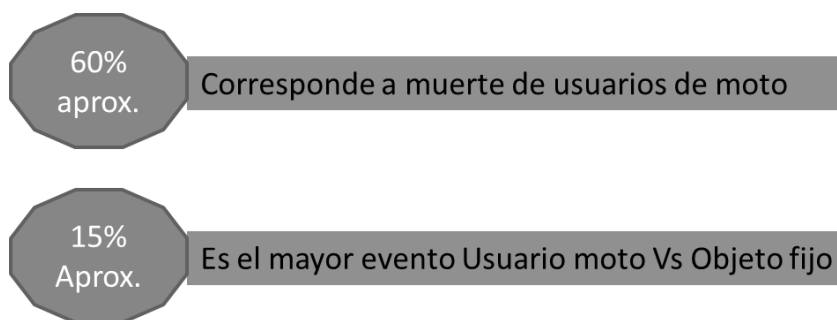 60%
aprox.
Corresponde a muerte de usuarios de moto
15%
Aprox.
Es el mayor evento Usuario moto Vs Objeto fijo